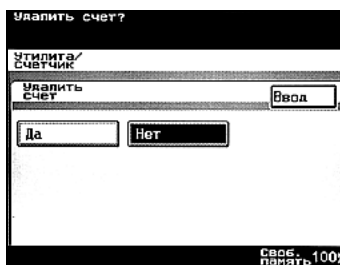 Удалить счет?
Утилита/
Счетчик
Удалить
счет
Ввод
Да
Нет
Своб.
память 100%